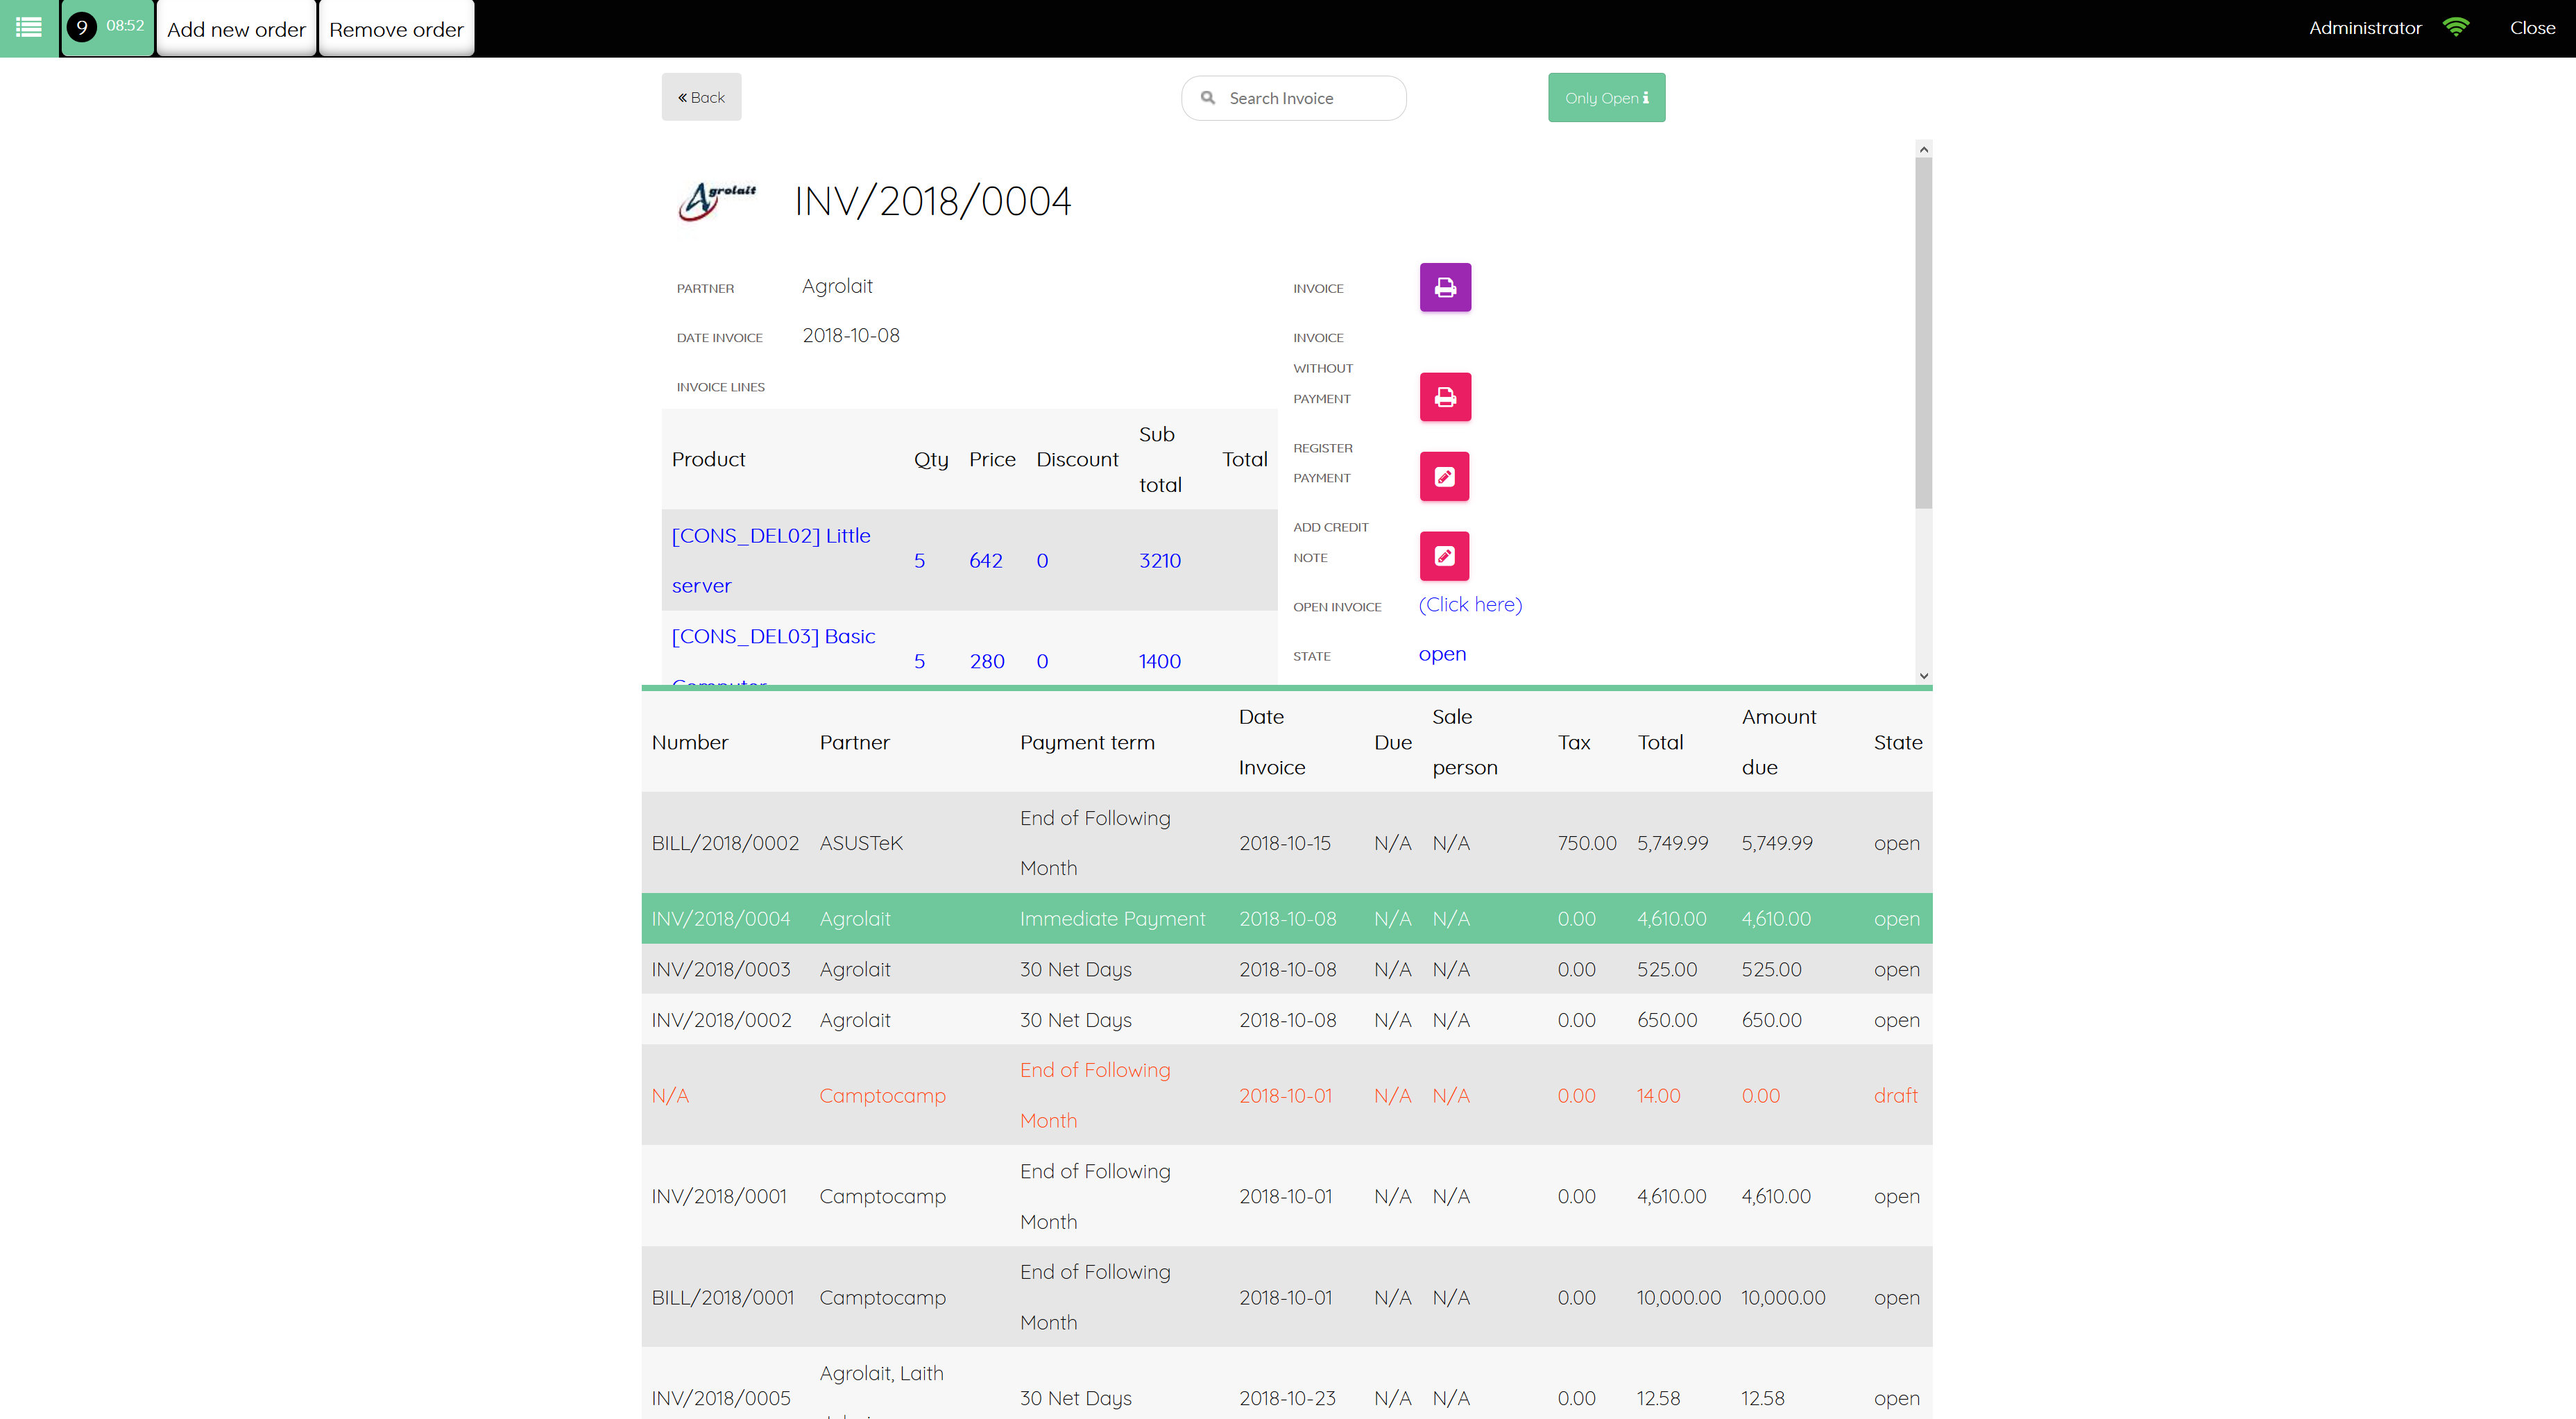 9 08:52 Add new order Remove order Administrator Close
« Back Search Invoice Only Open
Agrolait INV/2018/0004
PARTNER Agrolait
DATE INVOICE 2018-10-08
INVOICE LINES
Product Qty Price Discount Sub total Total
[CONS_DEL02] Little server 5 642 0 3210
[CONS_DEL03] Basic Computer 5 280 0 1400
INVOICE
INVOICE
WITHOUT
PAYMENT
REGISTER
PAYMENT
ADD CREDIT
NOTE
OPEN INVOICE (Click here)
STATE open
Number Partner Payment term Date Invoice Due Sale person Tax Total Amount due State
BILL/2018/0002 ASUSTeK End of Following Month 2018-10-15 N/A N/A 750.00 5,749.99 5,749.99 open
INV/2018/0004 Agrolait Immediate Payment 2018-10-08 N/A N/A 0.00 4,610.00 4,610.00 open
INV/2018/0003 Agrolait 30 Net Days 2018-10-08 N/A N/A 0.00 525.00 525.00 open
INV/2018/0002 Agrolait 30 Net Days 2018-10-08 N/A N/A 0.00 650.00 650.00 open
N/A Camptocamp End of Following Month 2018-10-01 N/A N/A 0.00 14.00 0.00 draft
INV/2018/0001 Camptocamp End of Following Month 2018-10-01 N/A N/A 0.00 4,610.00 4,610.00 open
BILL/2018/0001 Camptocamp End of Following Month 2018-10-01 N/A N/A 0.00 10,000.00 10,000.00 open
INV/2018/0005 Agrolait, Laith 30 Net Days 2018-10-23 N/A N/A 0.00 12.58 12.58 open